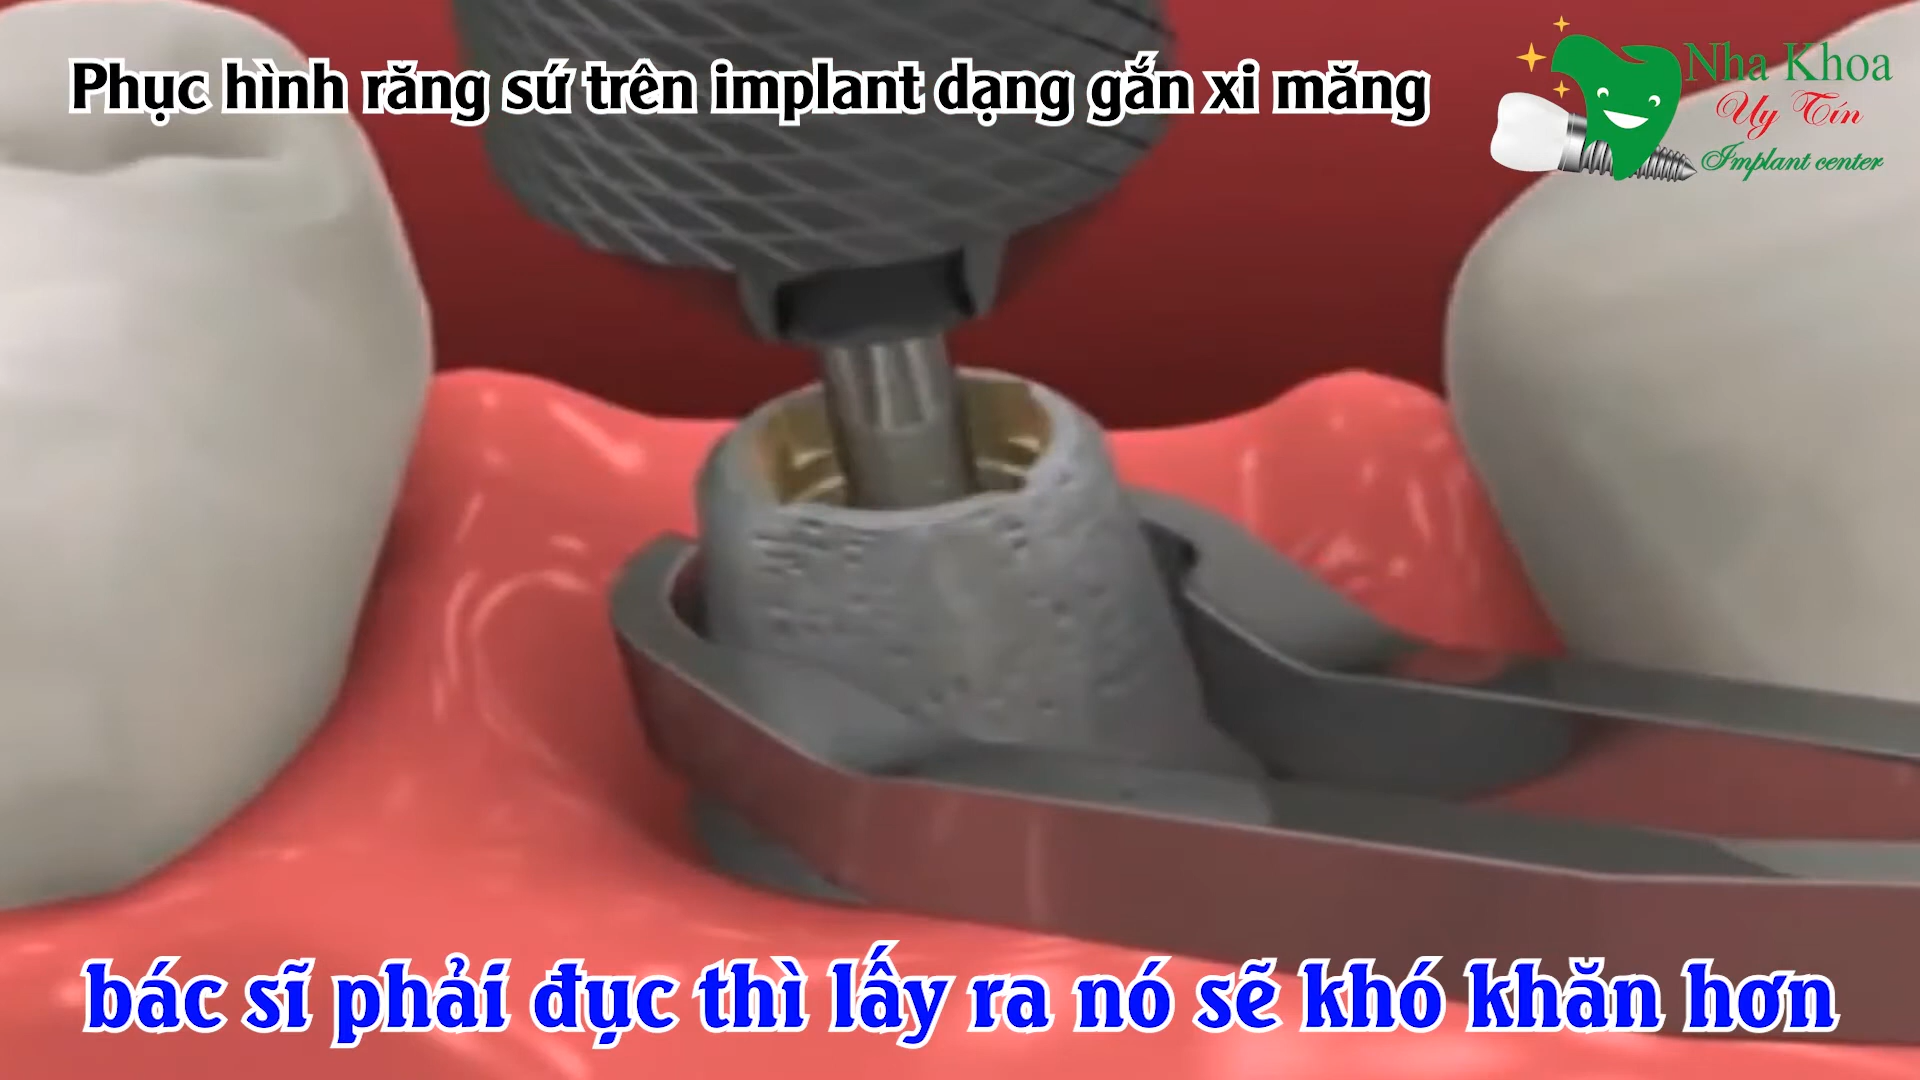 Phục hình răng sứ trên implant dạng gắn xi măng
Nha Khoa
Uy Tín
Implant center
bác sĩ phải đục thì lấy ra nó sẽ khó khăn hơn